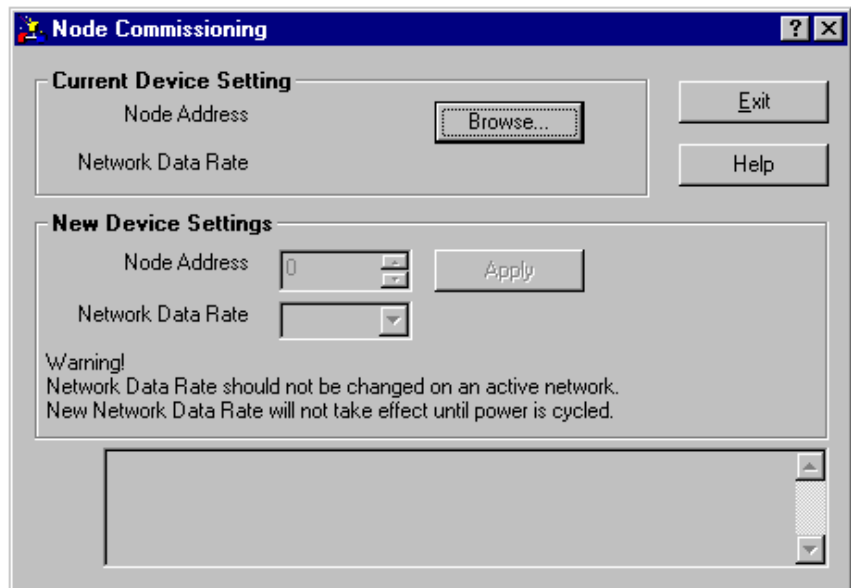 Node Commissioning
Current Device Setting
Node Address
Browse...
Exit
Network Data Rate
Help
New Device Settings
Node Address
0
Apply
Network Data Rate
Warning!
Network Data Rate should not be changed on an active network.
New Network Data Rate will not take effect until power is cycled.